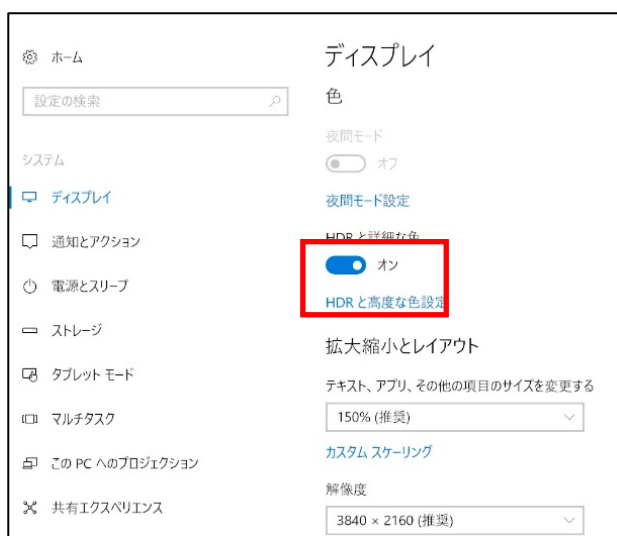 ホーム
設定の検索
システム
ディスプレイ
通知とアクション
電源とスリープ
ストレージ
タブレット モード
マルチタスク
この PC へのプロジェクション
共有エクスペリエンス
ディスプレイ
色
夜間モード
オフ
夜間モード設定
HDR と詳細な色
オン
HDR と高度な色設定
拡大縮小とレイアウト
テキスト、アプリ、その他の項目のサイズを変更する
150% (推奨)
カスタム スケーリング
解像度
3840 × 2160 (推奨)